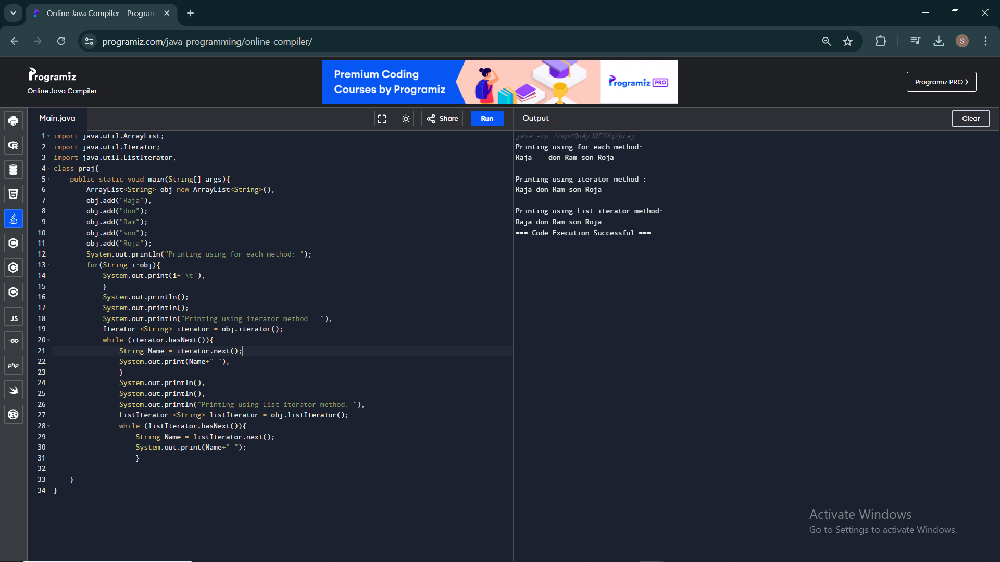 Online Java Compiler - Program
programiz.com/java-programming/online-compiler/
S
Programiz
Online Java Compiler
Premium Coding
Courses by Programiz
Programiz PRO
Programiz PRO ›
Main.java
Share
Run
Output
Clear
JS
GO
php
1 import java.util.ArrayList;
2 import java.util.Iterator;
3 import java.util.ListIterator;
4 class praj{
5 public static void main(String[] args){
6 ArrayList<String> obj=new ArrayList<String>();
7 obj.add("Raja");
8 obj.add("don");
9 obj.add("Ram");
10 obj.add("son");
11 obj.add("Roja");
12 System.out.println("Printing using for each method: ");
13 for(String i:obj){
14 System.out.print(i+'\t');
15 }
16 System.out.println();
17 System.out.println();
18 System.out.println("Printing using iterator method : ");
19 Iterator <String> iterator = obj.iterator();
20 while (iterator.hasNext()){
21 String Name = iterator.next();
22 System.out.print(Name+" ");
23 }
24 System.out.println();
25 System.out.println();
26 System.out.println("Printing using List iterator method: ");
27 ListIterator <String> listIterator = obj.listIterator();
28 while (listIterator.hasNext()){
29 String Name = listIterator.next();
30 System.out.print(Name+" ");
31 }
32
33 }
34 }
java -cp /tmp/QnAyJQF4Xq/praj
Printing using for each method:
Raja    don Ram son Roja
Printing using iterator method :
Raja don Ram son Roja
Printing using List iterator method:
Raja don Ram son Roja
=== Code Execution Successful ===
Activate Windows
Go to Settings to activate Windows.